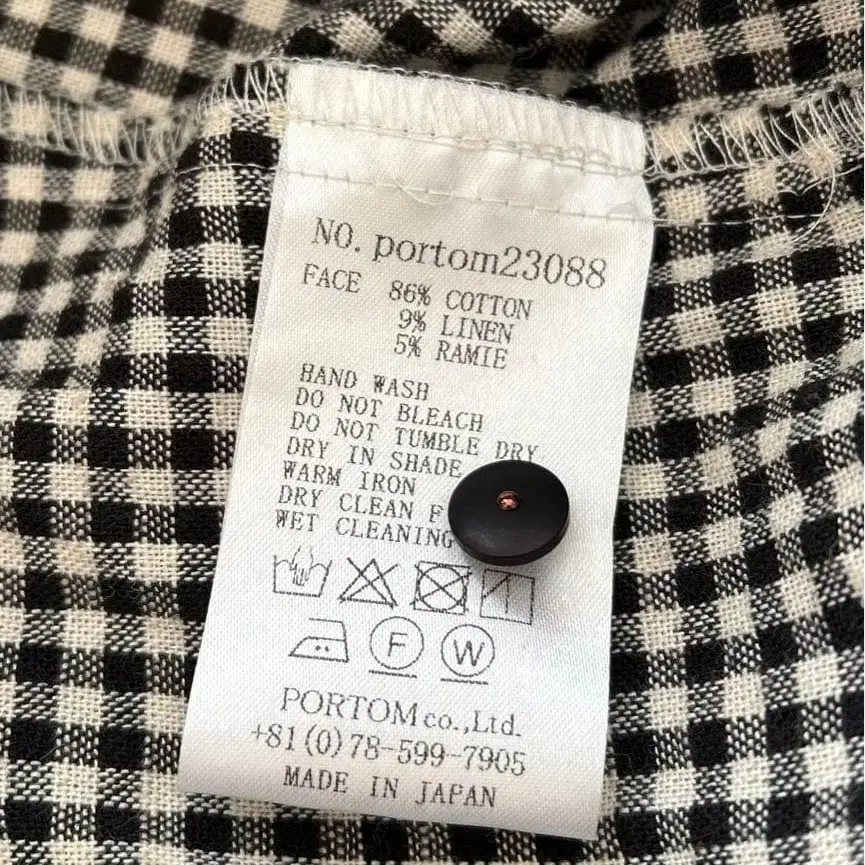 NO. portom23088
FACE 86% COTTON
9% LINEN
5% RAMIE
HAND WASH
DO NOT BLEACH
DO NOT TUMBLE DRY
DRY IN SHADE
WARM IRON
DRY CLEAN F
WET CLEANING
F W
PORTOM co.,Ltd.
+81(0)78-599-7905
MADE IN JAPAN